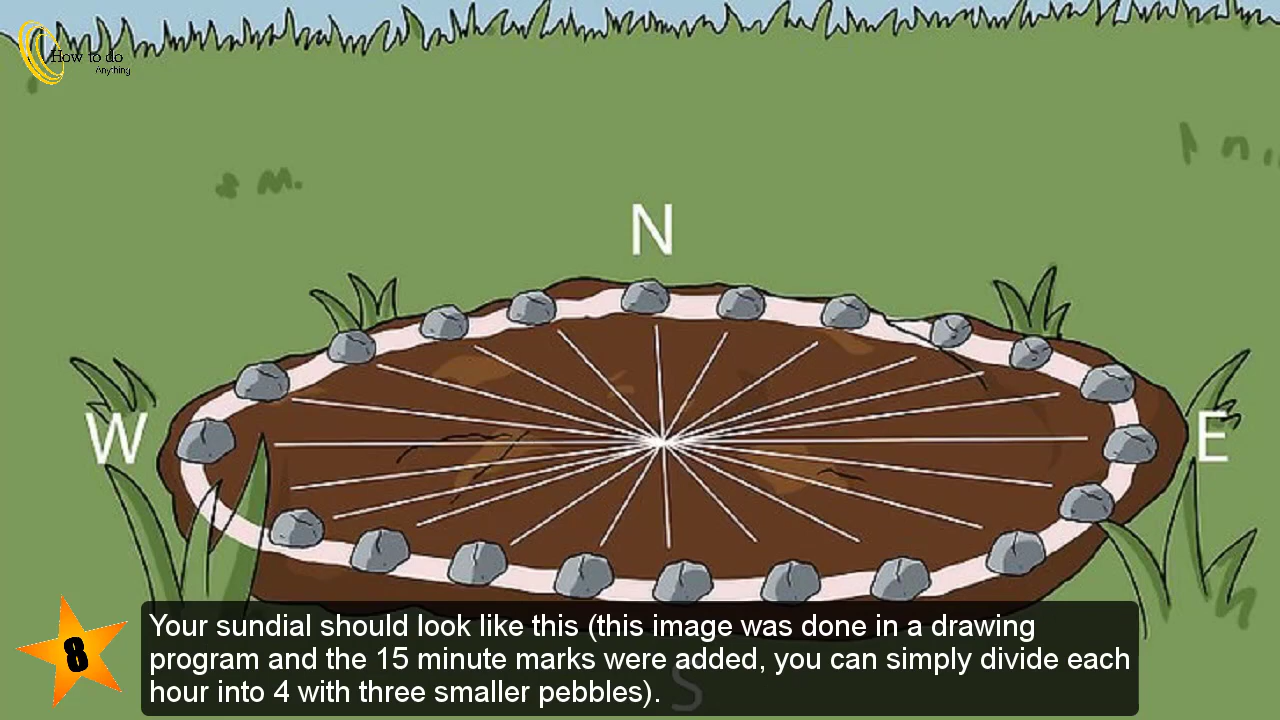 How to do
Anything
N
W
E
8
Your sundial should look like this (this image was done in a drawing
program and the 15 minute marks were added, you can simply divide each
hour into 4 with three smaller pebbles).
S